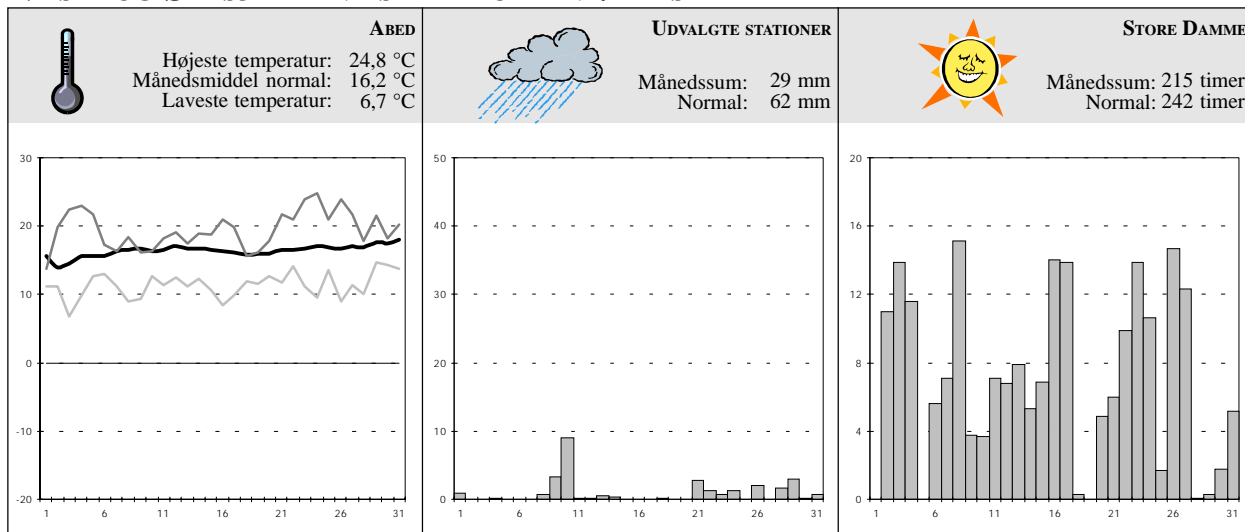 ABED
Højeste temperatur: 24,8 °C
Månedsmiddel normal: 16,2 °C
Laveste temperatur: 6,7 °C
30
20
10
0
-10
-20
1 6 11 16 21 26 31
UDVALGTE STATIONER
Månedssum: 29 mm
Normal: 62 mm
50
40
30
20
10
0
1 6 11 16 21 26 31
STORE DAMME
Månedssum: 215 timer
Normal: 242 timer
20
16
12
8
4
0
1 6 11 16 21 26 31